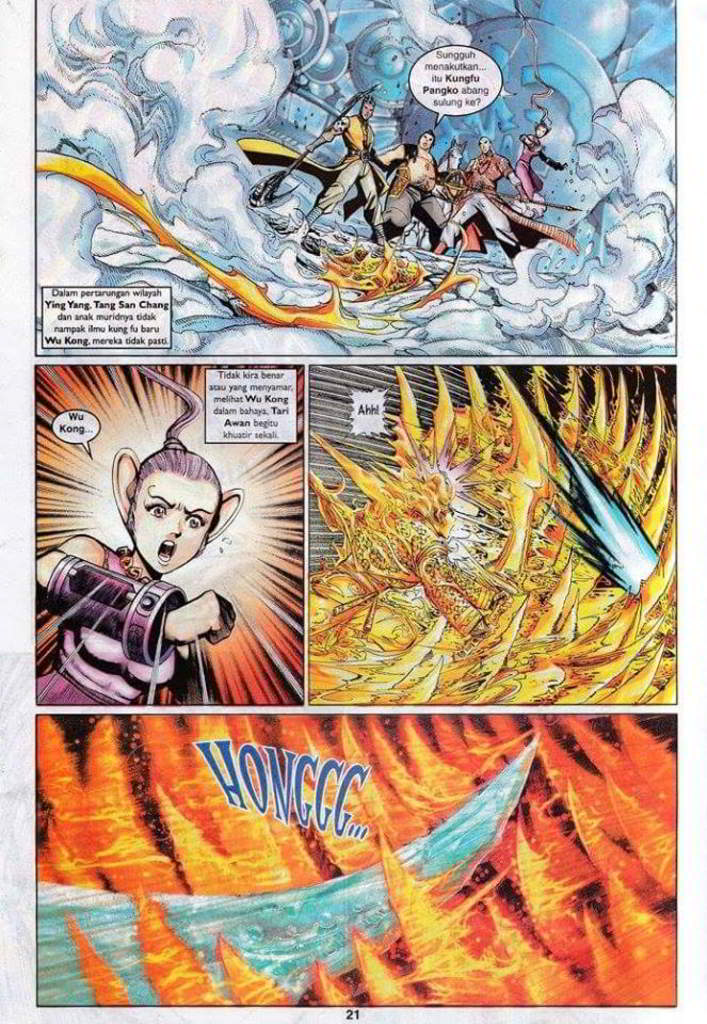 Sungguh
menakutkan...
itu Kungfu
Pangko abang
sulung ke?
Dalam pertarungan wilayah
Ying Yang, Tang San Chang
dan anak muridnya tidak
nampak ilmu kung fu baru
Wu Kong, mereka tidak pasti.
Wu
Kong...
Tidak kira benar
atau yang menyamar,
melihat Wu Kong
dalam bahaya, Tari
Awan begitu
khuatir sekali.
Ahh!
HONGGG...
21